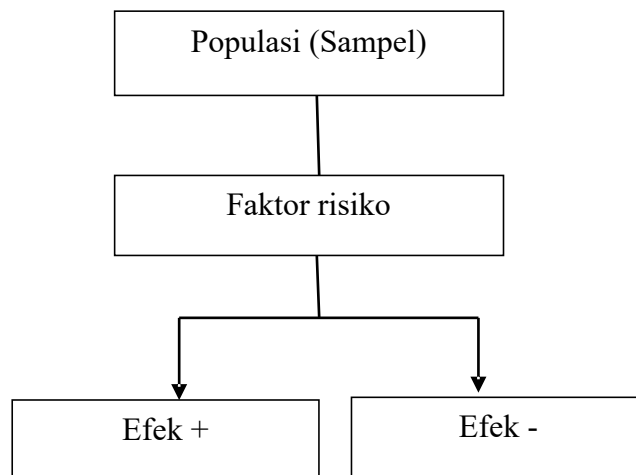 Populasi (Sampel)
Faktor risiko
Efek +
Efek -